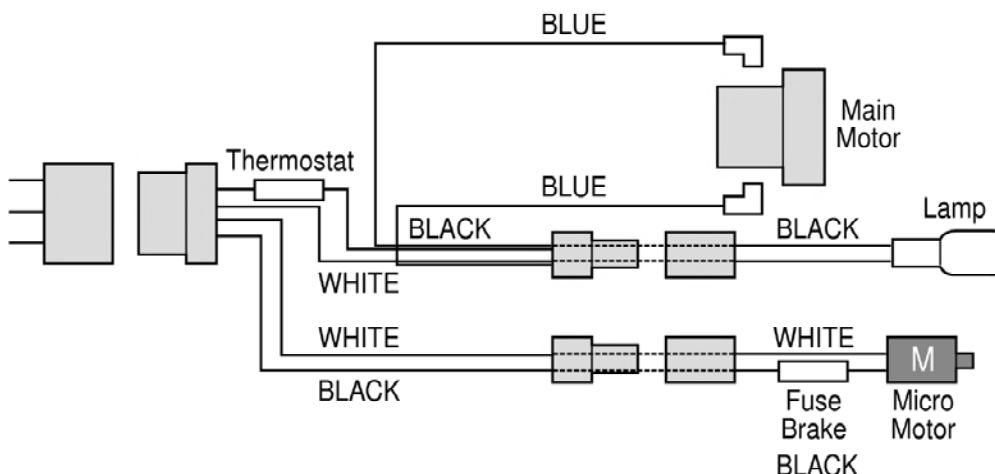 BLUE
Main
Motor
Thermostat
BLUE
BLACK
BLACK
Lamp
WHITE
WHITE
WHITE
M
BLACK
Fuse
Brake
BLACK
Micro
Motor